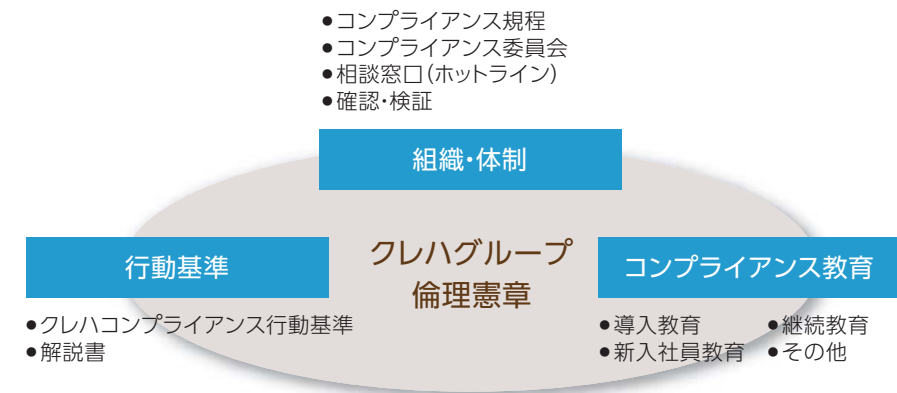 ●コンプライアンス規程
●コンプライアンス委員会
●相談窓口(ホットライン)
●確認・検証
組織・体制
クレハグループ
倫理憲章
行動基準
●クレハコンプライアンス行動基準
●解説書
コンプライアンス教育
●導入教育 ●継続教育
●新入社員教育 ●その他